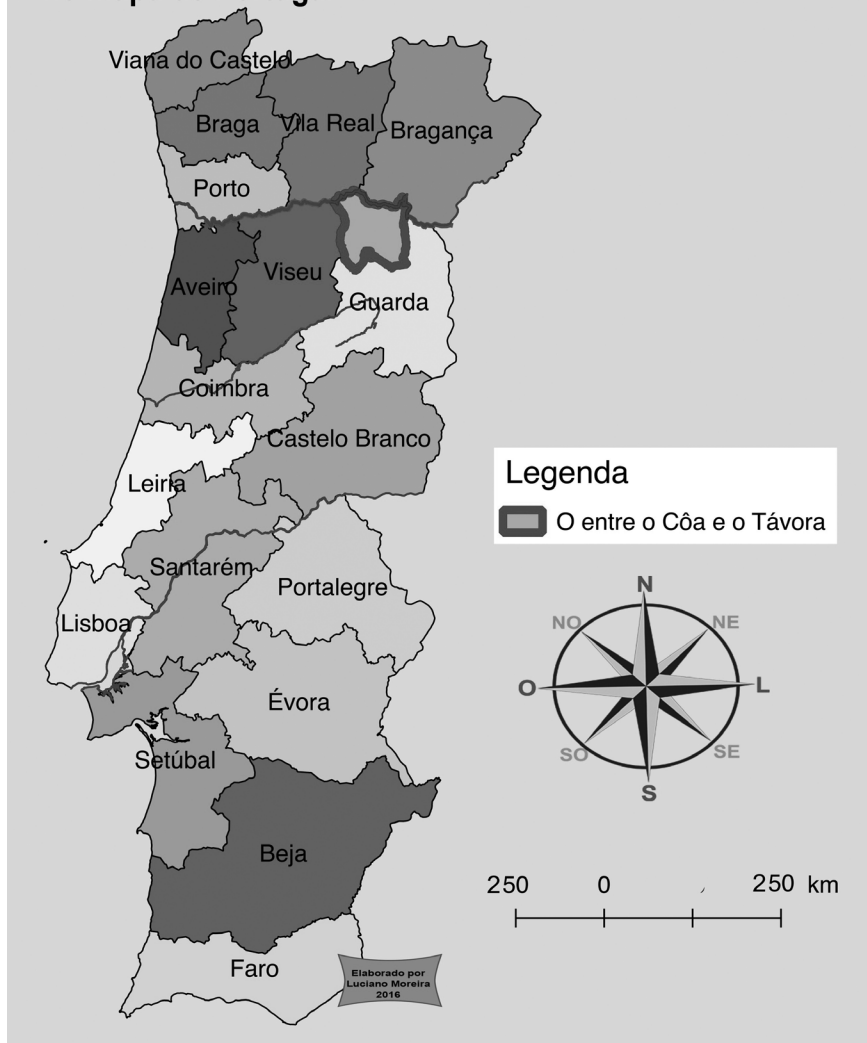 Viana do Castelo
Braga
Vila Real
Bragança
Porto
Aveiro
Viseu
Guarda
Coimbra
Castelo Branco
Leiria
Santarém
Portalegre
Lisboa
Évora
Setúbal
Beja
Faro
Elaborado por
Luciano Moreira
2016
Legenda
O entre o Côa e o Távora
N
NO
NE
O
L
SO
SE
S
250 0 250 km